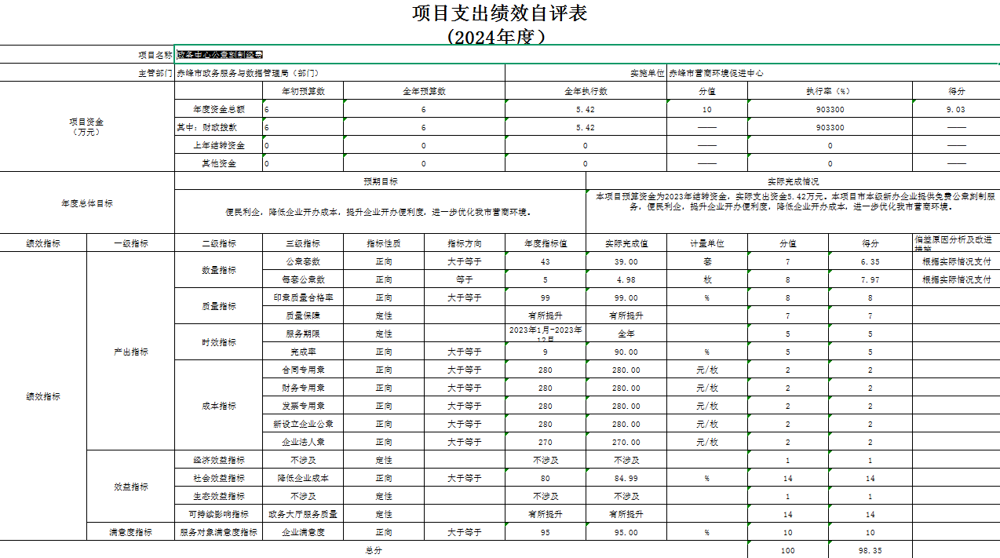 项目支出绩效自评表
(2024年度)
项目名称 政务中心公章刻制经费
主管部门 赤峰市政务服务与数据管理局（部门） 实施单位 赤峰市营商环境促进中心
项目资金
（万元）
年初预算数 全年预算数 全年执行数 分值 执行率（%） 得分
年度资金总额 6 6 5.42 10 903300 9.03
其中：财政拨款 6 6 5.42 —— 903300 ——
上年结转资金 0 0 0 —— 0 ——
其他资金 0 0 0 —— 0 ——
年度总体目标
预期目标 实际完成情况
便民利企，降低企业开办成本，提升企业开办便利度，进一步优化我市营商环境。
本项目预算资金为2023年结转资金，实际支出资金5.42万元。本项目市本级新办企业提供免费公章刻制服
务，便民利企，提升企业开办便利度，降低企业开办成本，进一步优化我市营商环境。
绩效指标 一级指标 二级指标 三级指标 指标性质 指标方向 年度指标值 实际完成值 计量单位 分值 得分 偏差原因分析及改进
措施
绩效指标
产出指标
数量指标
公章套数 正向 大于等于 43 39.00 套 7 6.35 根据实际情况支付
每套公章数 正向 等于 5 4.98 枚 8 7.97 根据实际情况支付
质量指标
印章质量合格率 正向 大于等于 99 99.00 % 8 8
质量保障 定性 有所提升 有所提升 7 7
时效指标
服务期限 定性 2023年1月-2023年
12月 全年 5 5
完成率 正向 大于等于 9 90.00 % 5 5
成本指标
合同专用章 正向 大于等于 280 280.00 元/枚 2 2
财务专用章 正向 大于等于 280 280.00 元/枚 2 2
发票专用章 正向 大于等于 280 280.00 元/枚 2 2
新设立企业公章 正向 大于等于 280 280.00 元/枚 2 2
企业法人章 正向 大于等于 270 270.00 元/枚 2 2
效益指标
经济效益指标 不涉及 定性 不涉及 不涉及 1 1
社会效益指标 降低企业成本 正向 大于等于 80 84.99 % 14 14
生态效益指标 不涉及 定性 不涉及 不涉及 1 1
可持续影响指标 政务大厅服务质量 定性 有所提升 有所提升 14 14
满意度指标 服务对象满意度指标 企业满意度 正向 大于等于 95 95.00 % 10 10
总分 100 98.35